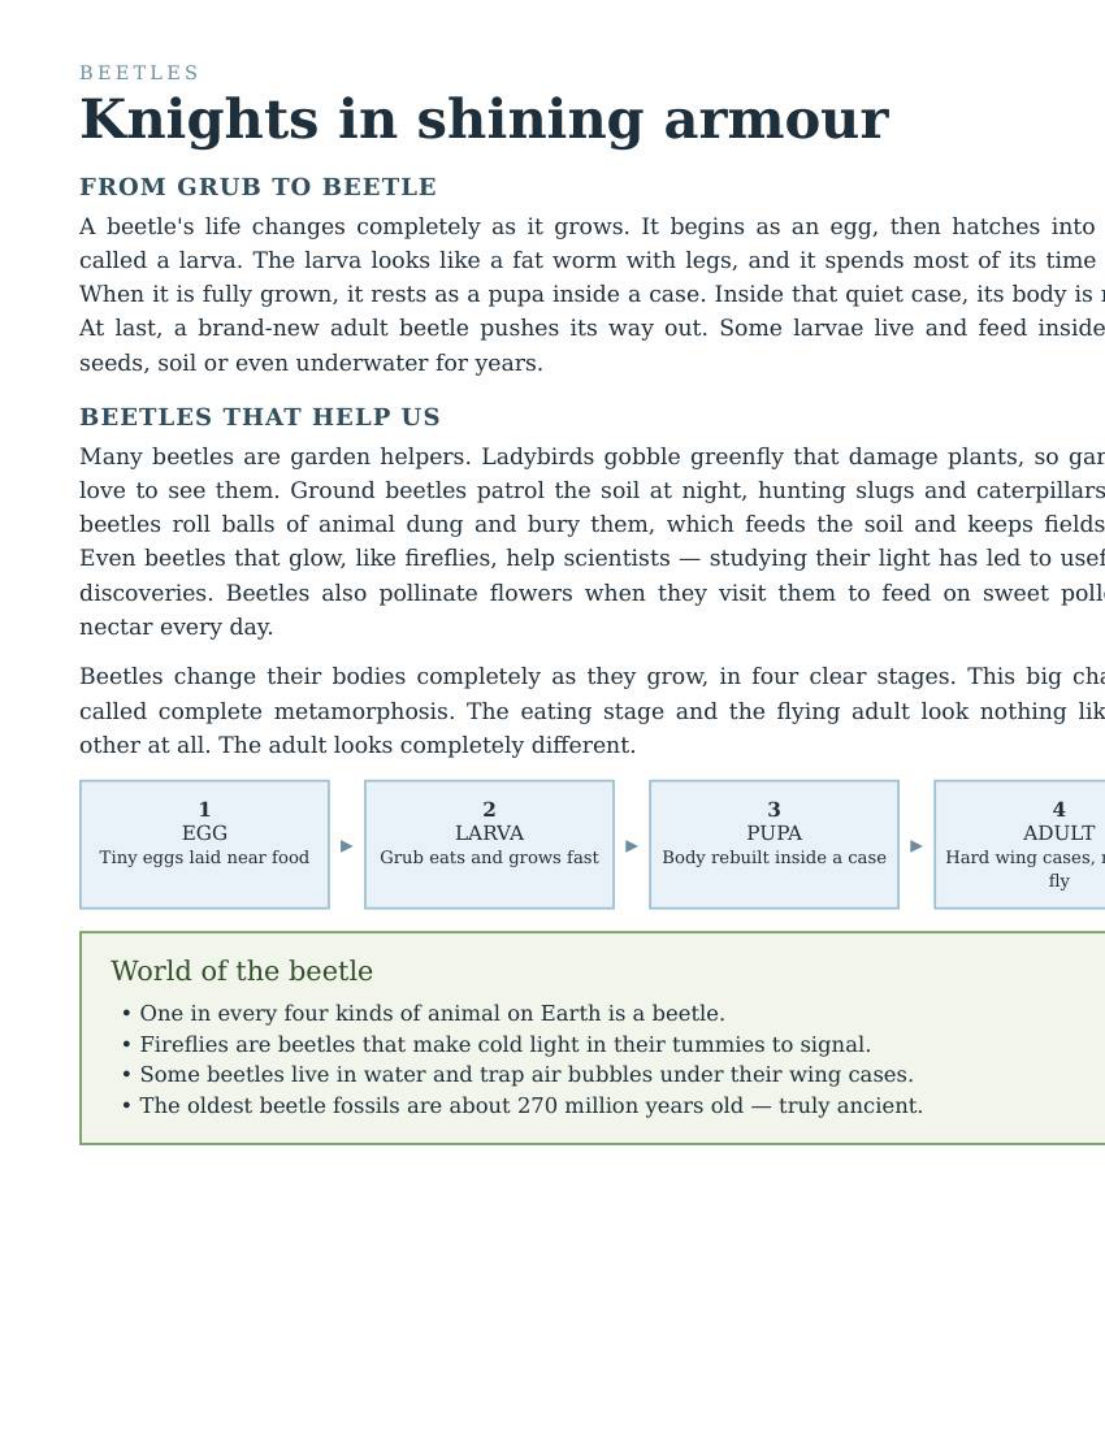 BEETLES
Knights in shining armour
FROM GRUB TO BEETLE
A beetle's life changes completely as it grows. It begins as an egg, then hatches into
called a larva. The larva looks like a fat worm with legs, and it spends most of its time
When it is fully grown, it rests as a pupa inside a case. Inside that quiet case, its body is
At last, a brand-new adult beetle pushes its way out. Some larvae live and feed inside
seeds, soil or even underwater for years.
BEETLES THAT HELP US
Many beetles are garden helpers. Ladybirds gobble greenfly that damage plants, so
love to see them. Ground beetles patrol the soil at night, hunting slugs and caterpillars
beetles roll balls of animal dung and bury them, which feeds the soil and keeps fields
Even beetles that glow, like fireflies, help scientists — studying their light has led to
discoveries. Beetles also pollinate flowers when they visit them to feed on sweet
nectar every day.
Beetles change their bodies completely as they grow, in four clear stages. This big
called complete metamorphosis. The eating stage and the flying adult look nothing
other at all. The adult looks completely different.
1
EGG
Tiny eggs laid near food
▶
2
LARVA
Grub eats and grows fast
▶
3
PUPA
Body rebuilt inside a case
▶
4
ADULT
Hard wing cases,
fly
World of the beetle
• One in every four kinds of animal on Earth is a beetle.
• Fireflies are beetles that make cold light in their tummies to signal.
• Some beetles live in water and trap air bubbles under their wing cases.
• The oldest beetle fossils are about 270 million years old — truly ancient.